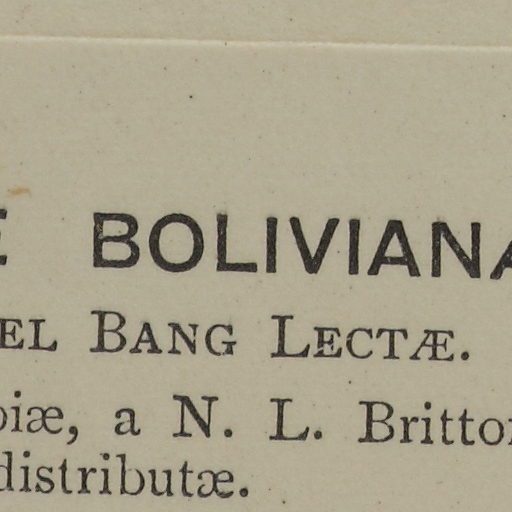 E BOLIVIANA
EL BANG LECTÆ.
biæ, a N. L. Britton
distributæ.